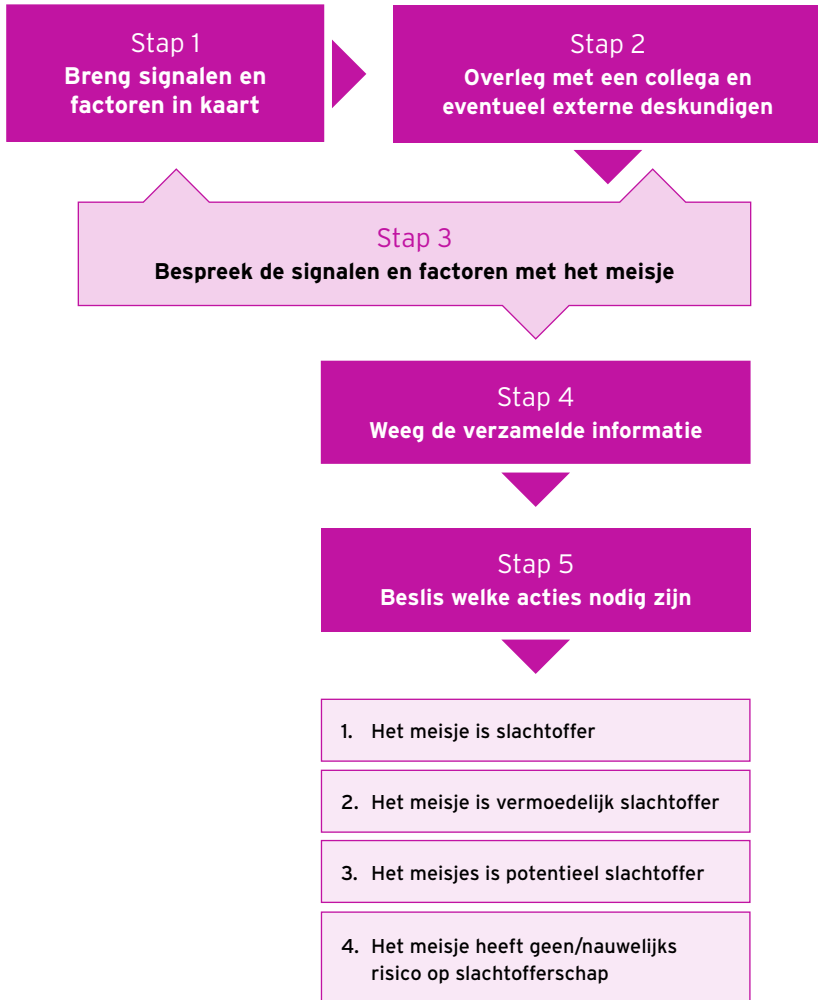 Stap 1
Breng signalen en
factoren in kaart
Stap 2
Overleg met een collega en
eventueel externe deskundigen
Stap 3
Bespreek de signalen en factoren met het meisje
Stap 4
Weeg de verzamelde informatie
Stap 5
Beslis welke acties nodig zijn
1. Het meisje is slachtoffer
2. Het meisje is vermoedelijk slachtoffer
3. Het meisjes is potentieel slachtoffer
4. Het meisje heeft geen/nauwelijks
risico op slachtofferschap